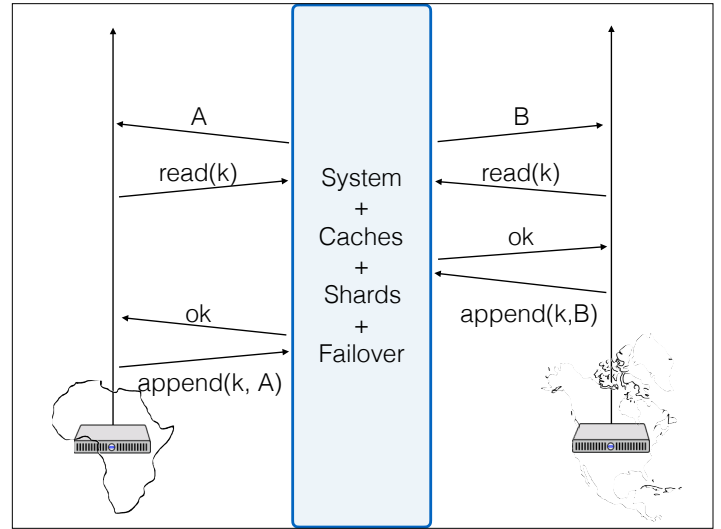 A
B
read(k)
read(k)
System
+
Caches
+
Shards
+
Failover
ok
ok
append(k,B)
append(k, A)